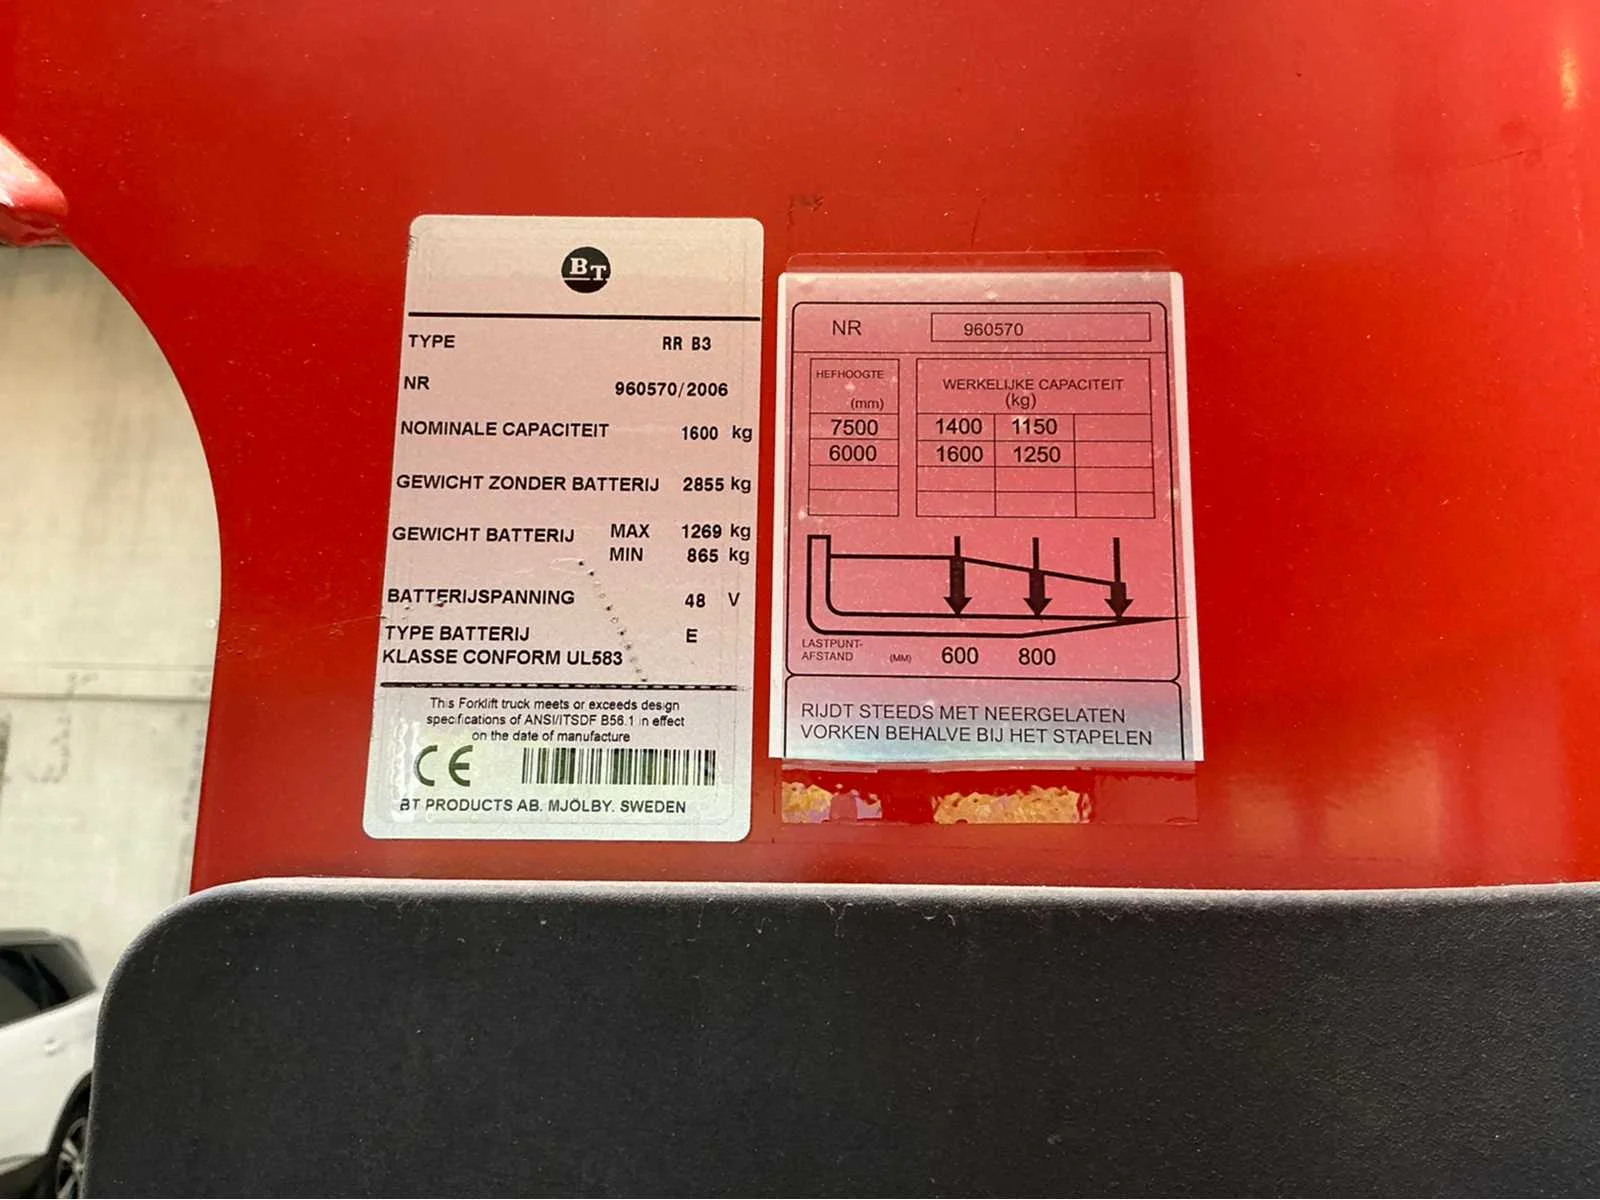 BT
TYPE RR B3
NR 960570/2006
NOMINALE CAPACITEIT 1600 kg
GEWICHT ZONDER BATTERIJ 2855 kg
GEWICHT BATTERIJ MAX 1269 kg
MIN 865 kg
BATTERIJSPANNING 48 V
TYPE BATTERIJ E
KLASSE CONFORM UL583
This Forklift truck meets or exceeds design
specifications of ANSI/ITSDF B56.1 in effect
on the date of manufacture
CE
BT PRODUCTS AB. MJÖLBY. SWEDEN
NR 960570
HEFHOOGTE
(mm)
WERKELIJKE CAPACITEIT
(kg)
7500 1400 1150
6000 1600 1250
LASTPUNT-
AFSTAND (MM) 600 800
RIJDT STEEDS MET NEERGELATEN
VORKEN BEHALVE BIJ HET STAPELEN